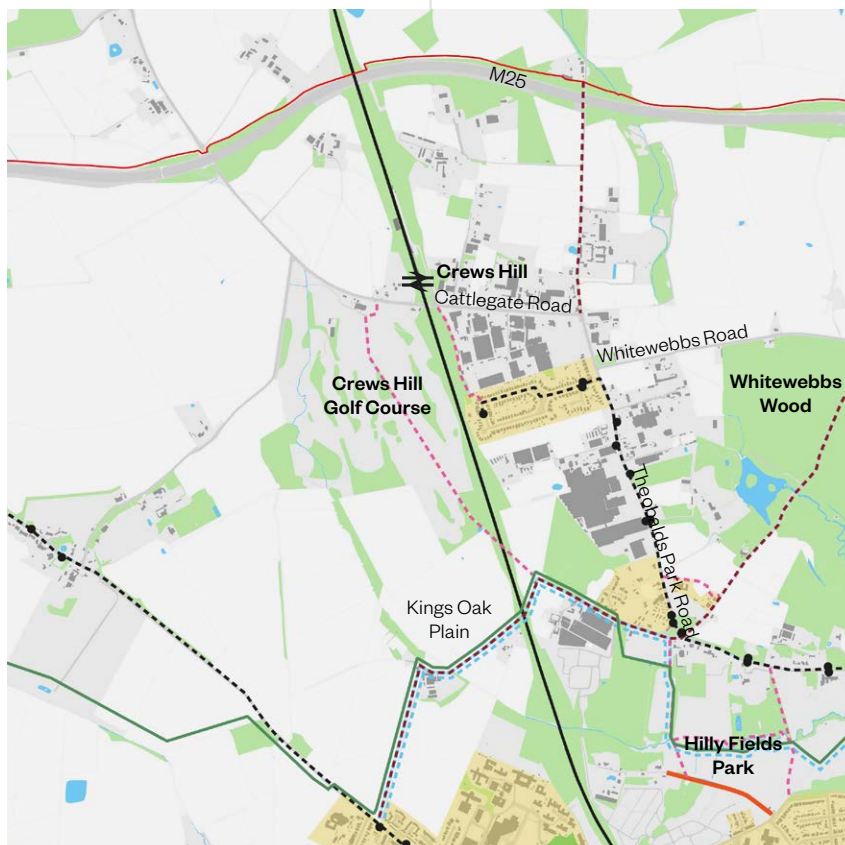 M25
Crews Hill
Cattlegate Road
Whitewebbs Road
Crews Hill
Golf Course
Whitewebbs
Wood
Theobalds Park Road
Kings Oak
Plain
Hilly Fields
Park